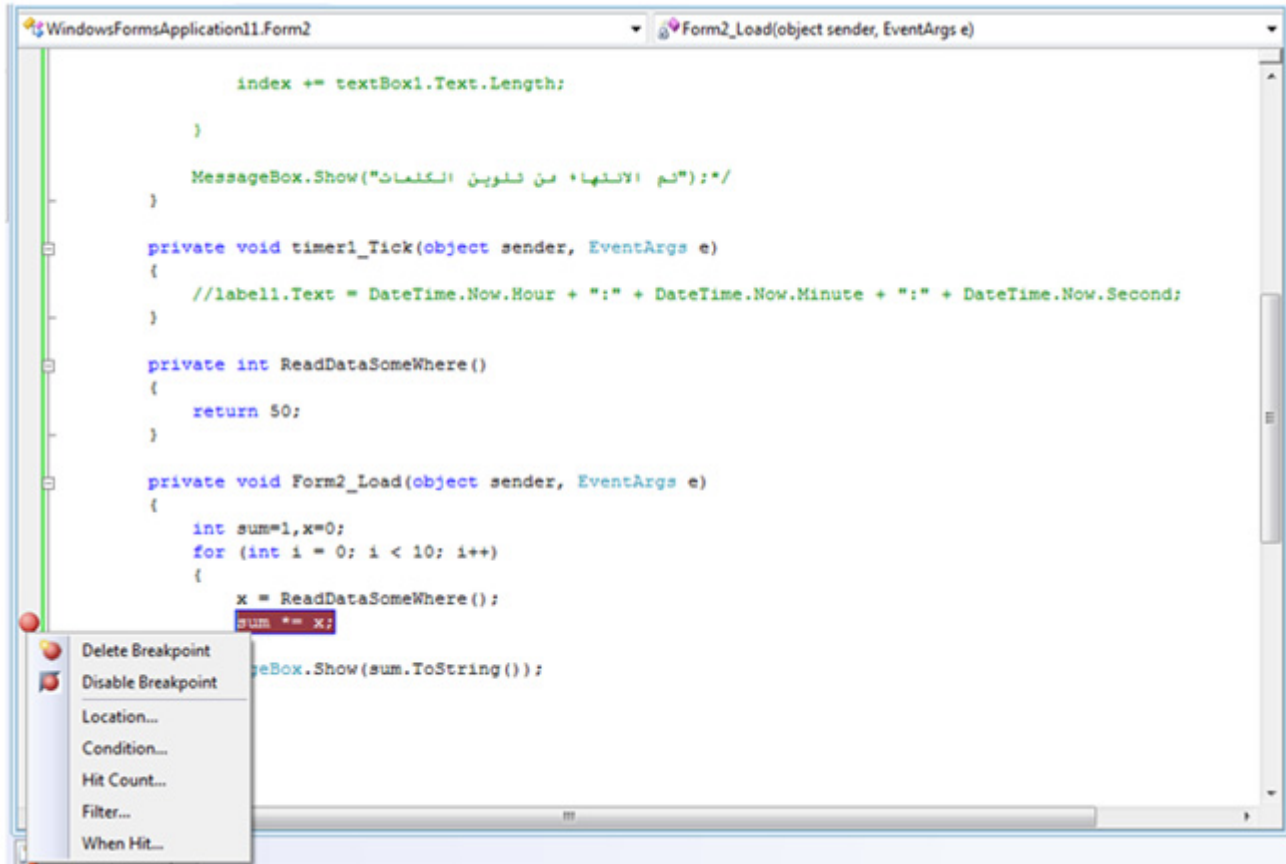 WindowsFormsApplication11.Form2
Form2_Load(object sender, EventArgs e)
index += textBox1.Text.Length;
}
MessageBox.Show("تم الانتهاء من تلوين الكلمات");*/
}
private void timer1_Tick(object sender, EventArgs e)
{
//label1.Text = DateTime.Now.Hour + ":" + DateTime.Now.Minute + ":" + DateTime.Now.Second;
}
private int ReadDataSomeWhere()
{
return 50;
}
private void Form2_Load(object sender, EventArgs e)
{
int sum=1,x=0;
for (int i = 0; i < 10; i++)
{
x = ReadDataSomeWhere();
sum *= x;
geBox.Show(sum.ToString());
Delete Breakpoint
Disable Breakpoint
Location...
Condition...
Hit Count...
Filter...
When Hit...